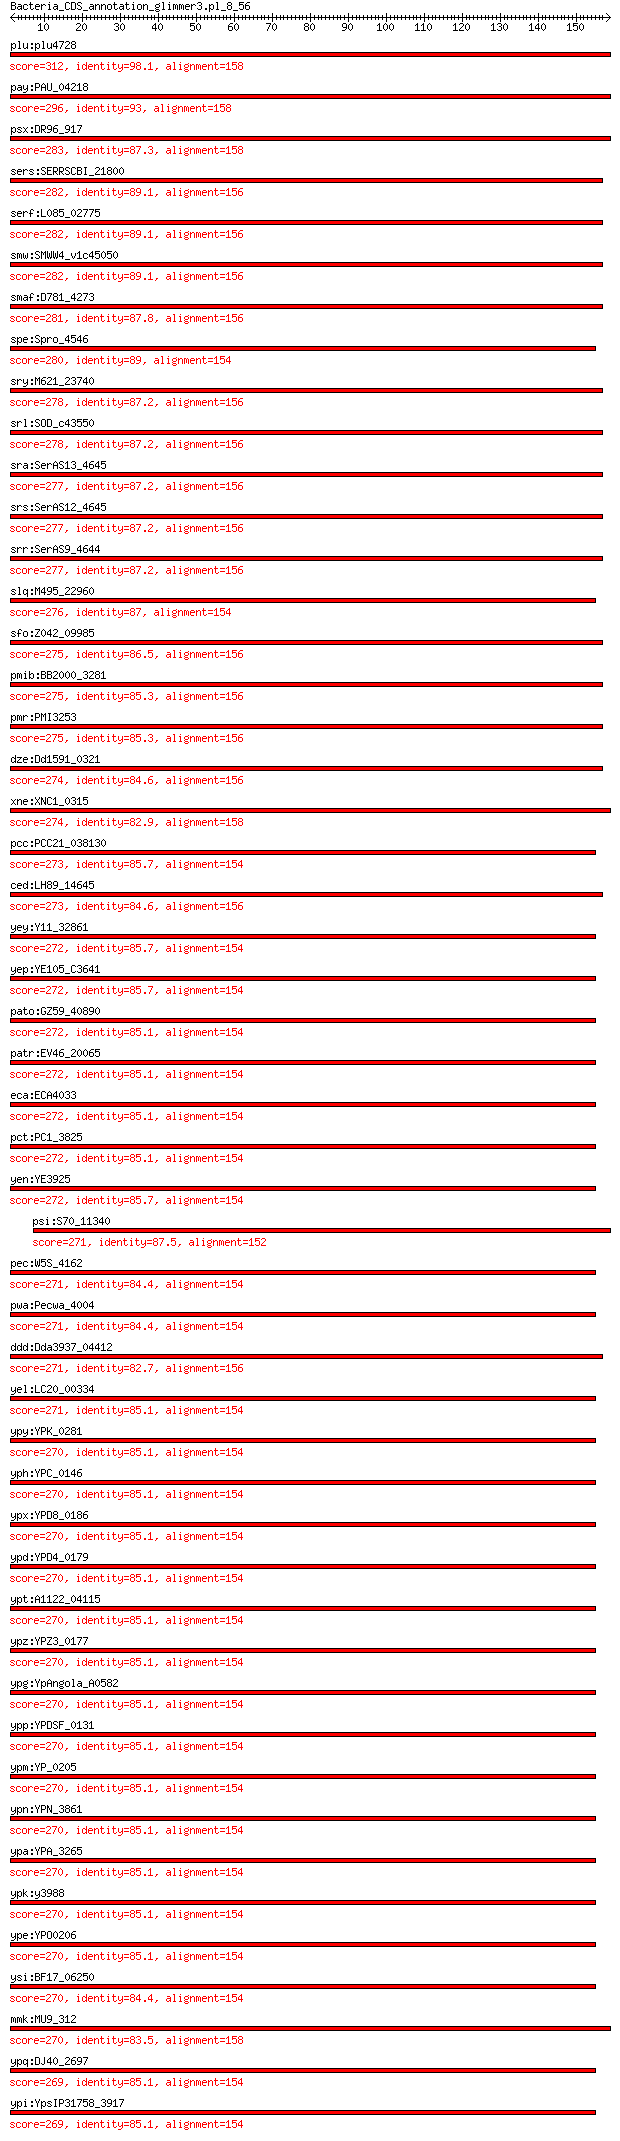 Bacteria_CDS_annotation_glimmer3.pl_8_56
10 20 30 40 50 60 70 80 90 100 110 120 130 140 150
plu:plu4728
score=312, identity=98.1, alignment=158
pay:PAU_04218
score=296, identity=93, alignment=158
psx:DR96_917
score=283, identity=87.3, alignment=158
sers:SERRSCBI_21800
score=282, identity=89.1, alignment=156
serf:L085_02775
score=282, identity=89.1, alignment=156
smw:SMWW4_v1c45050
score=282, identity=89.1, alignment=156
smaf:D781_4273
score=281, identity=87.8, alignment=156
spe:Spro_4546
score=280, identity=89, alignment=154
sry:M621_23740
score=278, identity=87.2, alignment=156
srl:SOD_c43550
score=278, identity=87.2, alignment=156
sra:SerAS13_4645
score=277, identity=87.2, alignment=156
srs:SerAS12_4645
score=277, identity=87.2, alignment=156
srr:SerAS9_4644
score=277, identity=87.2, alignment=156
slq:M495_22960
score=276, identity=87, alignment=154
sfo:Z042_09985
score=275, identity=86.5, alignment=156
pmib:BB2000_3281
score=275, identity=85.3, alignment=156
pmr:PMI3253
score=275, identity=85.3, alignment=156
dze:Dd1591_0321
score=274, identity=84.6, alignment=156
xne:XNC1_0315
score=274, identity=82.9, alignment=158
pcc:PCC21_038130
score=273, identity=85.7, alignment=154
ced:LH89_14645
score=273, identity=84.6, alignment=156
yey:Y11_32861
score=272, identity=85.7, alignment=154
yep:YE105_C3641
score=272, identity=85.7, alignment=154
pato:GZ59_40890
score=272, identity=85.1, alignment=154
patr:EV46_20065
score=272, identity=85.1, alignment=154
eca:ECA4033
score=272, identity=85.1, alignment=154
pct:PC1_3825
score=272, identity=85.1, alignment=154
yen:YE3925
score=272, identity=85.7, alignment=154
psi:S70_11340
score=271, identity=87.5, alignment=152
pec:W5S_4162
score=271, identity=84.4, alignment=154
pwa:Pecwa_4004
score=271, identity=84.4, alignment=154
ddd:Dda3937_04412
score=271, identity=82.7, alignment=156
yel:LC20_00334
score=271, identity=85.1, alignment=154
ypy:YPK_0281
score=270, identity=85.1, alignment=154
yph:YPC_0146
score=270, identity=85.1, alignment=154
ypx:YPD8_0186
score=270, identity=85.1, alignment=154
ypd:YPD4_0179
score=270, identity=85.1, alignment=154
ypt:A1122_04115
score=270, identity=85.1, alignment=154
ypz:YPZ3_0177
score=270, identity=85.1, alignment=154
ypg:YpAngola_A0582
score=270, identity=85.1, alignment=154
ypp:YPDSF_0131
score=270, identity=85.1, alignment=154
ypm:YP_0205
score=270, identity=85.1, alignment=154
ypn:YPN_3861
score=270, identity=85.1, alignment=154
ypa:YPA_3265
score=270, identity=85.1, alignment=154
ypk:y3988
score=270, identity=85.1, alignment=154
ype:YPO0206
score=270, identity=85.1, alignment=154
ysi:BF17_06250
score=270, identity=84.4, alignment=154
mmk:MU9_312
score=270, identity=83.5, alignment=158
ypq:DJ40_2697
score=269, identity=85.1, alignment=154
ypi:YpsIP31758_3917
score=269, identity=85.1, alignment=154